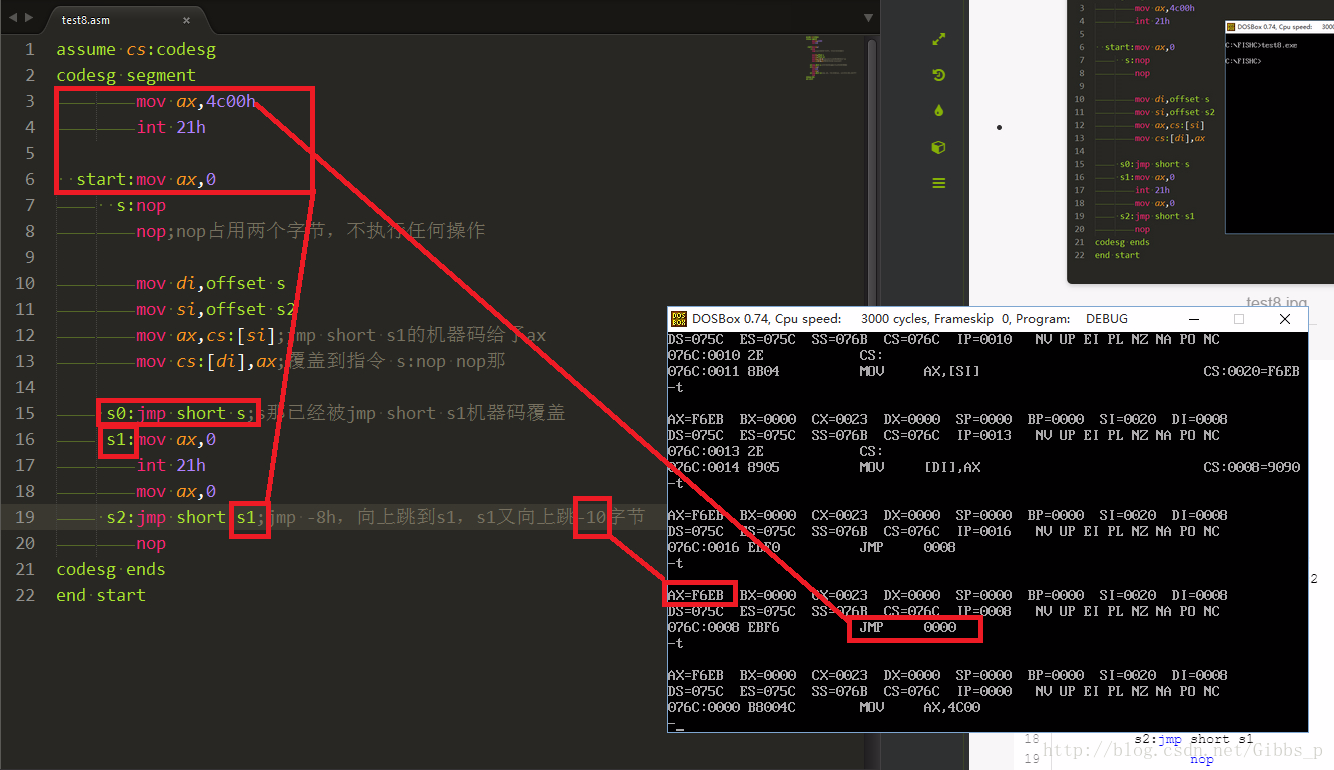 test8.asm
1 assume cs:codesg
2 codesg segment
3 mov ax,4c00h
4 int 21h
5
6 start:mov ax,0
7 s:nop
8 nop;nop占用两个字节，不执行任何操作
9
10 mov di,offset s
11 mov si,offset s2
12 mov ax,cs:[si];jmp short s1的机器码给予ax
13 mov cs:[di],ax;覆盖到指令 s:nop nop那
14
15 s0:jmp short s;s那已经被jmp short s1机器码覆盖
16 s1:mov ax,0
17 int 21h
18 mov ax,0
19 s2:jmp short s1;jmp -8h，向上跳到s1，s1又向上跳-10字节
20 nop
21 codesg ends
22 end start
3 mov ax,4c00h
4 int 21h
5
6 start:mov ax,0
7 s:nop
8 nop
9
10 mov di,offset s
11 mov si,offset s2
12 mov ax,cs:[si]
13 mov cs:[di],ax
14
15 s0:jmp short s
16 s1:mov ax,0
17 int 21h
18 mov ax,0
19 s2:jmp short s1
20 nop
21 codesg ends
22 end start
DOSBox 0.74, Cpu speed: 3000
C:\FISHC>test8.exe
C:\FISHC>
test8.jpg
DOSBox 0.74, Cpu speed: 3000 cycles, Frameskip 0, Program: DEBUG
DS=075C ES=075C SS=076B CS=076C IP=0010 NV UP EI PL NZ NA PO NC
076C:0010 2E CS:
076C:0011 8B04 MOV AX,[SI] CS:0020=F6EB
-t
AX=F6EB BX=0000 CX=0023 DX=0000 SP=0000 BP=0000 SI=0020 DI=0008
DS=075C ES=075C SS=076B CS=076C IP=0013 NV UP EI PL NZ NA PO NC
076C:0013 2E CS:
076C:0014 8905 MOV [DI],AX CS:0008=9090
-t
AX=F6EB BX=0000 CX=0023 DX=0000 SP=0000 BP=0000 SI=0020 DI=0008
DS=075C ES=075C SS=076B CS=076C IP=0016 NV UP EI PL NZ NA PO NC
076C:0016 EBF0 JMP 0008
-t
AX=F6EB BX=0000 CX=0023 DX=0000 SP=0000 BP=0000 SI=0020 DI=0008
DS=075C ES=075C SS=076B CS=076C IP=0008 NV UP EI PL NZ NA PO NC
076C:0008 EBF6 JMP 0000
-t
AX=F6EB BX=0000 CX=0023 DX=0000 SP=0000 BP=0000 SI=0020 DI=0008
DS=075C ES=075C SS=076B CS=076C IP=0000 NV UP EI PL NZ NA PO NC
076C:0000 B8004C MOV AX,4C00
-
2
18 s2:jmp short s1
19 nop
http://blog.csdn.net/Gibbs_p